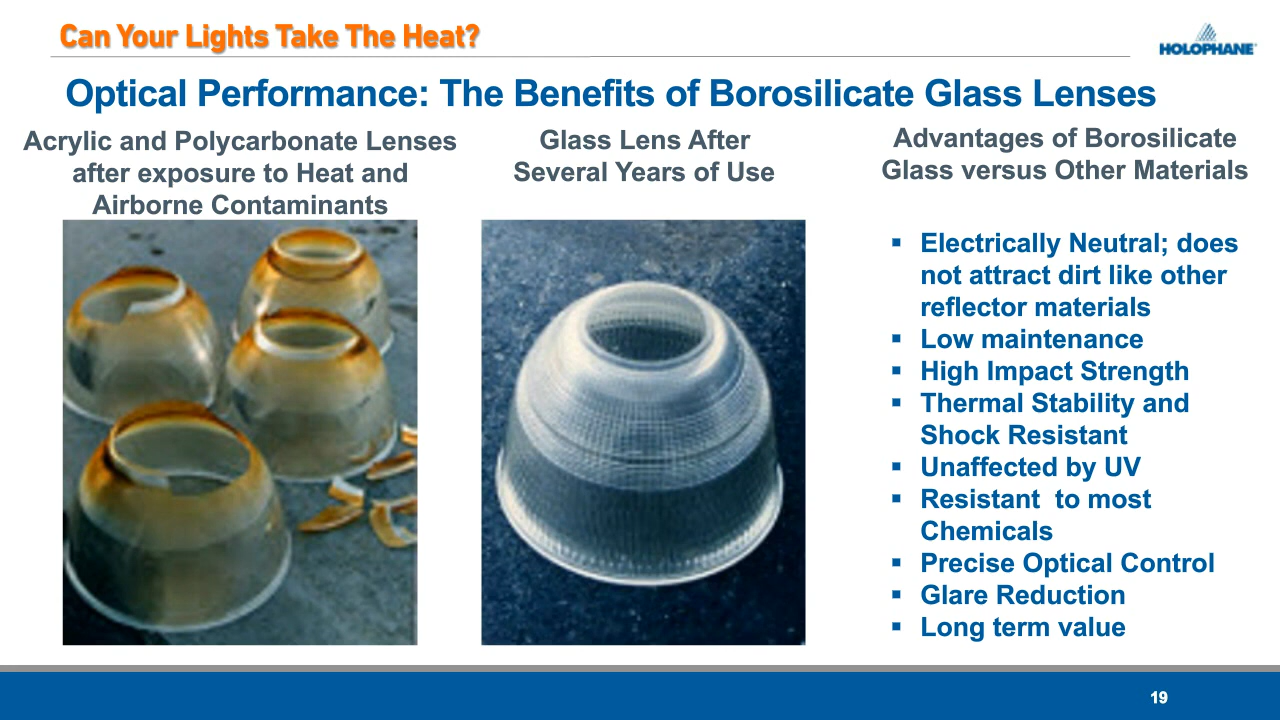 Can Your Lights Take The Heat?
HOLOPHANE®
Optical Performance: The Benefits of Borosilicate Glass Lenses
Acrylic and Polycarbonate Lenses
after exposure to Heat and
Airborne Contaminants
Glass Lens After
Several Years of Use
Advantages of Borosilicate
Glass versus Other Materials
▪ Electrically Neutral; does
not attract dirt like other
reflector materials
▪ Low maintenance
▪ High Impact Strength
▪ Thermal Stability and
Shock Resistant
▪ Unaffected by UV
▪ Resistant  to most
Chemicals
▪ Precise Optical Control
▪ Glare Reduction
▪ Long term value
19